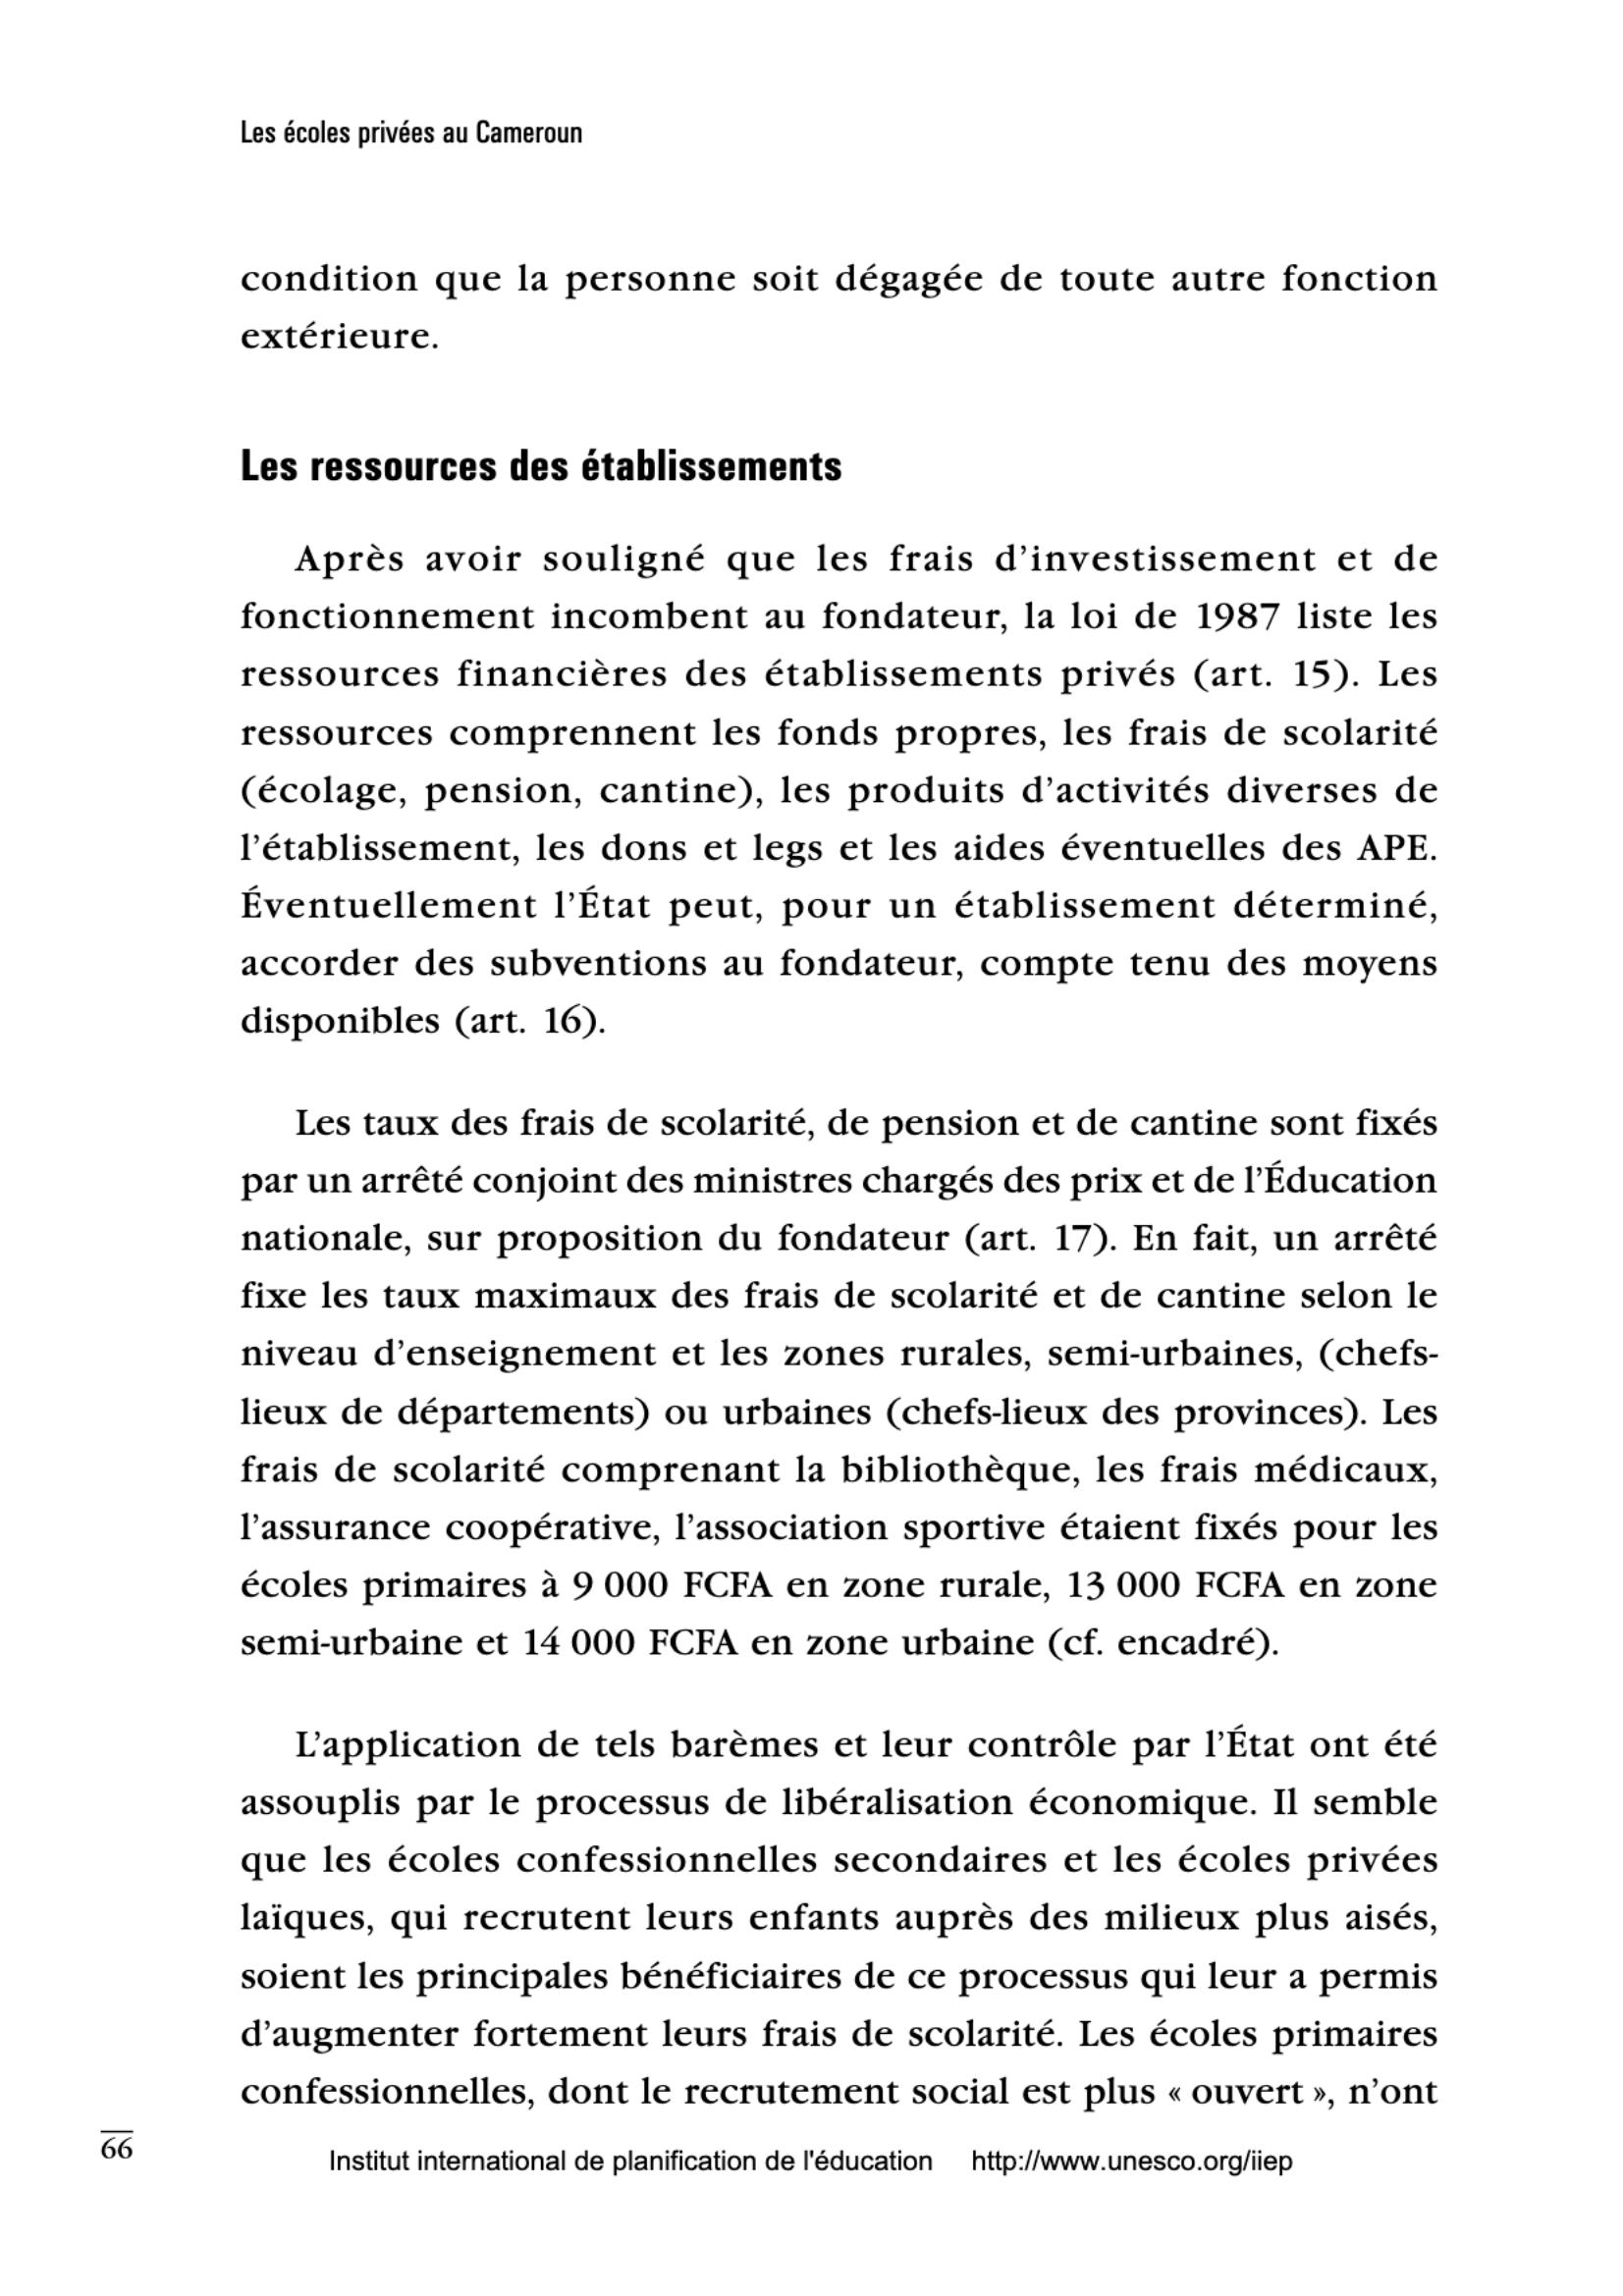 Les écoles privées au Cameroun
condition que la personne soit dégagée de toute autre fonction
extérieure.
Les ressources des établissements
Après avoir souligné que les frais d'investissement et de
fonctionnement incombent au fondateur, la loi de 1987 liste les
ressources financières des établissements privés (art. 15). Les
ressources comprennent les fonds propres, les frais de scolarité
(écolage, pension, cantine), les produits d'activités diverses de
l'établissement, les dons et legs et les aides éventuelles des APE.
Éventuellement l'État peut, pour un établissement déterminé,
accorder des subventions au fondateur, compte tenu des moyens
disponibles (art. 16).
Les taux des frais de scolarité, de pension et de cantine sont fixés
par un arrêté conjoint des ministres chargés des prix et de l'Éducation
nationale, sur proposition du fondateur (art. 17). En fait, un arrêté
fixe les taux maximaux des frais de scolarité et de cantine selon le
niveau d'enseignement et les zones rurales, semi-urbaines, (chefs-
lieux de départements) ou urbaines (chefs-lieux des provinces). Les
frais de scolarité comprenant la bibliothèque, les frais médicaux,
l'assurance coopérative, l'association sportive étaient fixés pour les
écoles primaires à 9 000 FCFA en zone rurale, 13 000 FCFA en zone
semi-urbaine et 14 000 FCFA en zone urbaine (cf. encadré).
L'application de tels barèmes et leur contrôle par l'État ont été
assouplis par le processus de libéralisation économique. Il semble
que les écoles confessionnelles secondaires et les écoles privées
laïques, qui recrutent leurs enfants auprès des milieux plus aisés,
soient les principales bénéficiaires de ce processus qui leur a permis
d'augmenter fortement leurs frais de scolarité. Les écoles primaires
confessionnelles, dont le recrutement social est plus « ouvert », n'ont
66
Institut international de planification de l'éducation http://www.unesco.org/iiep